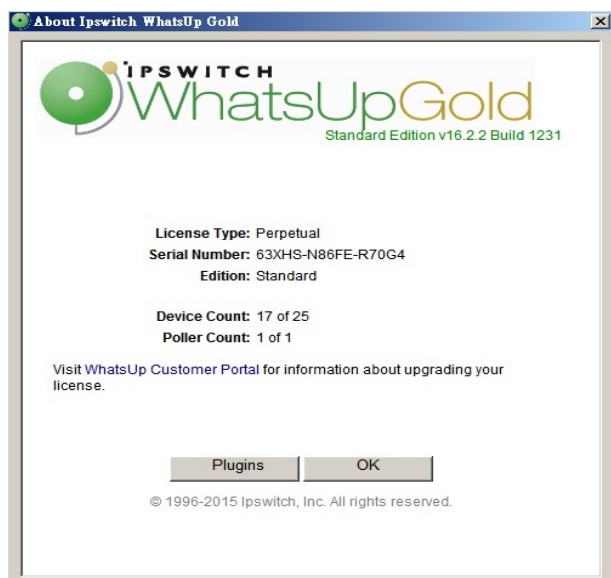 About Ipswitch WhatsUp Gold
IPSWITCH
WhatsUpGold
Standard Edition v16.2.2 Build 1231
License Type: Perpetual
Serial Number: 63XHS-N86FE-R70G4
Edition: Standard
Device Count: 17 of 25
Poller Count: 1 of 1
Visit WhatsUp Customer Portal for information about upgrading your
license.
Plugins OK
© 1996-2015 Ipswitch, Inc. All rights reserved.